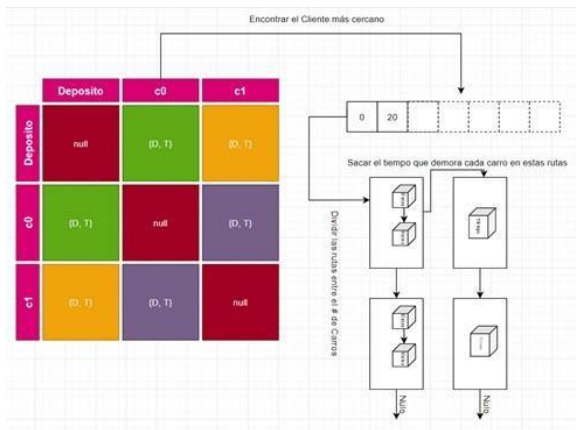 Encontrar el Cliente más cercano
Deposito c0 c1
Deposito null {D, T} {D, T}
c0 {D, T} null {D, T}
c1 {D, T} {D, T} null
0 20
Sacar el tiempo que demora cada carro en estas rutas
Dividir las rutas entre el # de Carros
Nulo Nulo